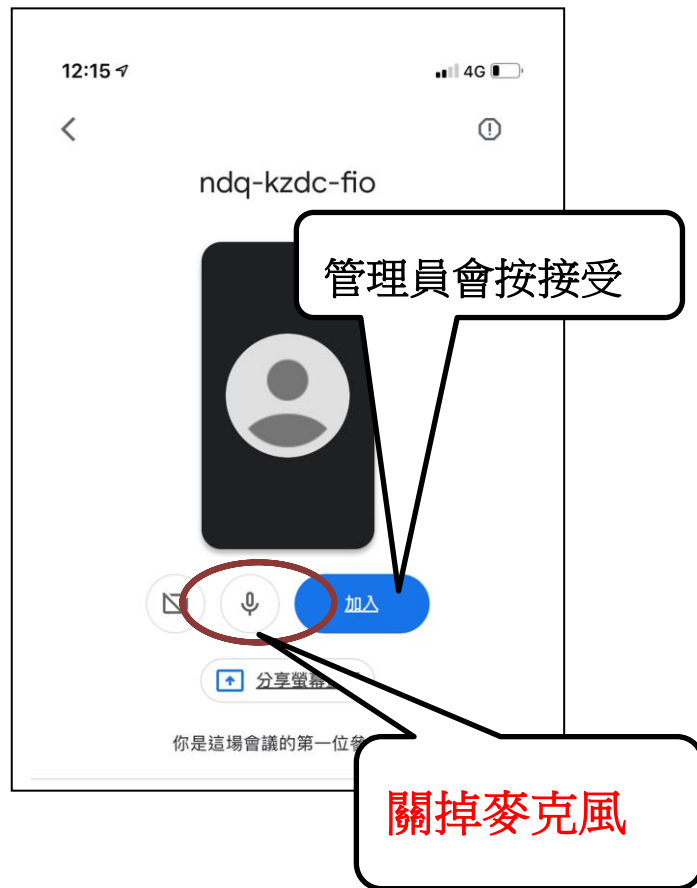 12:15
4G
ndq-kzdc-fio
管理員會按接受
加入
分享螢幕
你是這場會議的第一位參
關掉麥克風